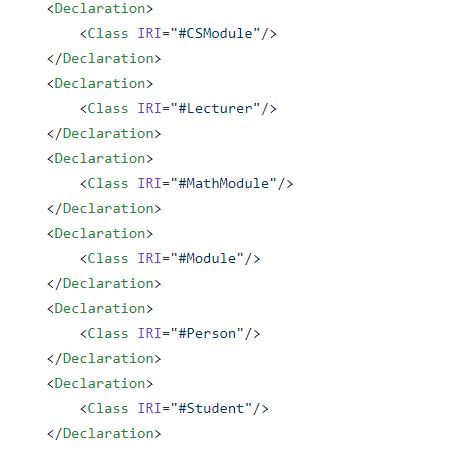 <Declaration>
<Class IRI="#CSModule"/>
</Declaration>
<Declaration>
<Class IRI="#Lecturer"/>
</Declaration>
<Declaration>
<Class IRI="#MathModule"/>
</Declaration>
<Declaration>
<Class IRI="#Module"/>
</Declaration>
<Declaration>
<Class IRI="#Person"/>
</Declaration>
<Declaration>
<Class IRI="#Student"/>
</Declaration>